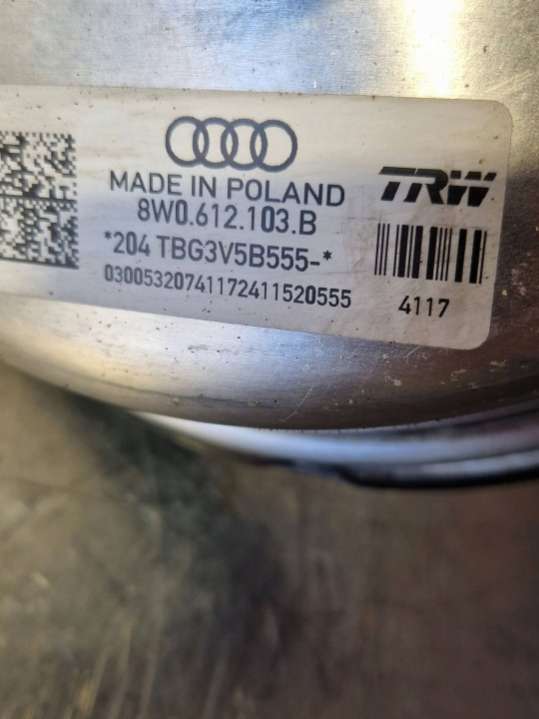 MADE IN POLAND
TRW
8W0.612.103.B
*204 TBG3V5B555-*
03005320741172411520555
4117